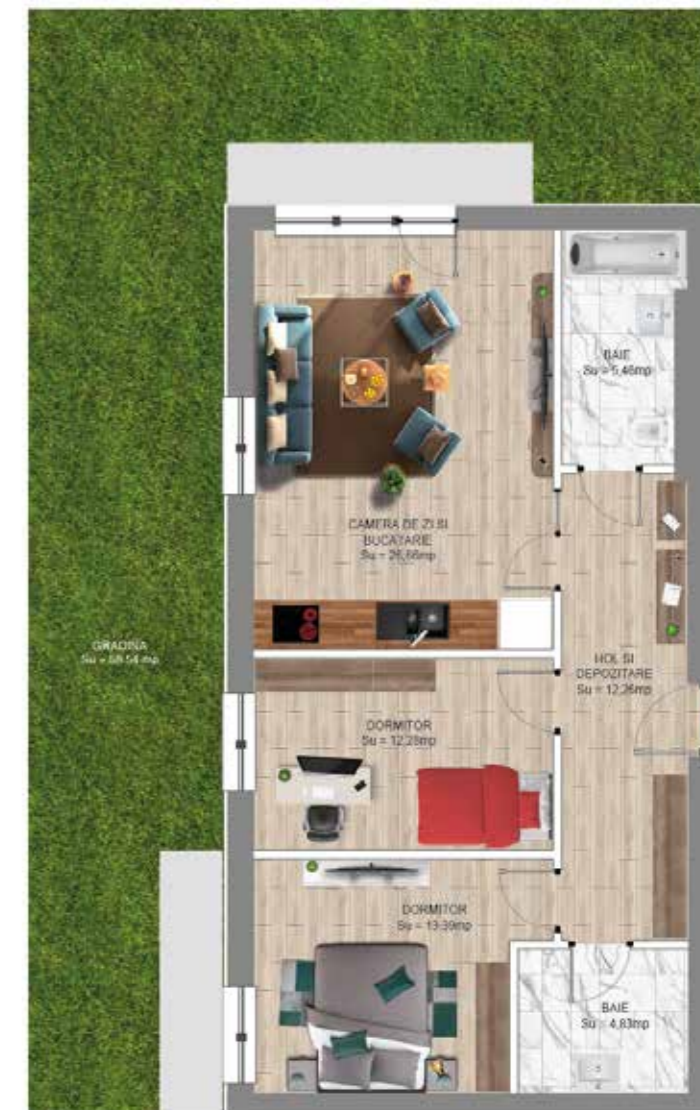 BAIE
Su = 5,46mp
CAMERA DE ZI SI
BUCATARIE
Su = 26,66mp
GRADINA
Su = 68,54 mp
HOL SI
DEPOZITARE
Su = 12,26mp
DORMITOR
Su = 12,28mp
DORMITOR
Su = 13,39mp
BAIE
Su = 4,83mp